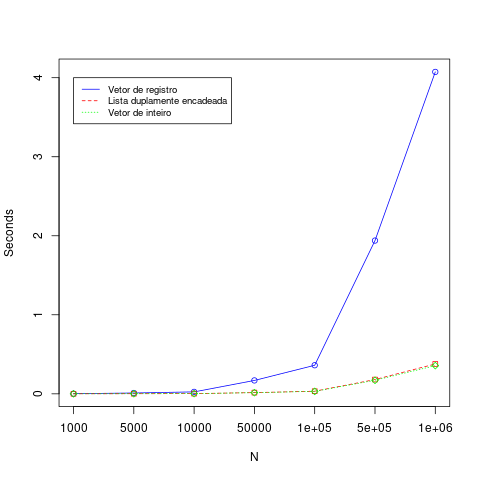 Vetor de registro
Lista duplamente encadeada
Vetor de inteiro
Seconds
4
3
2
1
0
1000 5000 10000 50000 1e+05 5e+05 1e+06
N